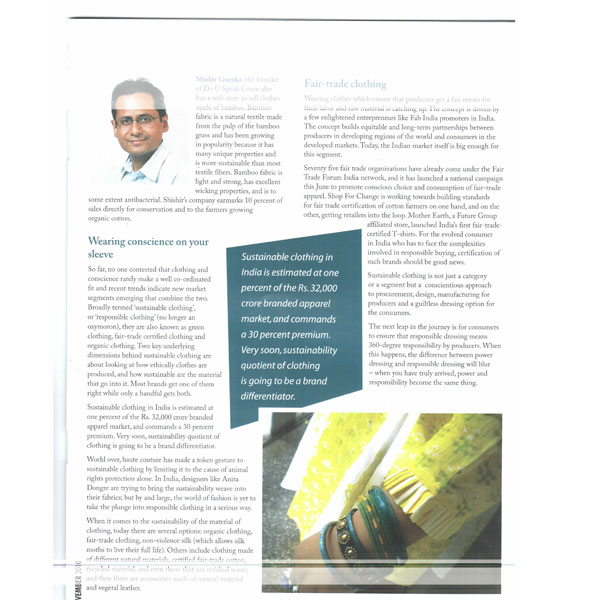 Shishir Goenka, the founder
of Do U Speak Green also
has a web store to sell clothes
made of bamboo. Bamboo
fabric is a natural textile made
from the pulp of the bamboo
grass and has been growing
in popularity because it has
many unique properties and
is more sustainable than most
textile fibers. Bamboo fabric is
light and strong, has excellent
wicking properties, and is to
some extent antibacterial. Shishir's company earmarks 10 percent of
sales directly for conservation and to the farmers growing
organic cotton.
Wearing conscience on your
sleeve
So far, no one contested that clothing and
conscience rarely make a well co-ordinated
fit and recent trends indicate new market
segments emerging that combine the two.
Broadly termed 'sustainable clothing',
or 'responsible clothing' (no longer an
oxymoron), they are also known as green
clothing, fair-trade certified clothing and
organic clothing. Two key underlying
dimensions behind sustainable clothing are
about looking at how ethically clothes are
produced, and how sustainable are the material
that go into it. Most brands get one of them
right while only a handful gets both.
Sustainable clothing in India is estimated at
one percent of the Rs. 32,000 crore branded
apparel market, and commands a 30 percent
premium. Very soon, sustainability quotient of
clothing is going to be a brand differentiator.
World over, haute couture has made a token gesture to
sustainable clothing by limiting it to the cause of animal
rights protection alone. In India, designers like Anita
Dongre are trying to bring the sustainability weave into
their fabrics; but by and large, the world of fashion is yet to
take the plunge into responsible clothing in a serious way.
When it comes to the sustainability of the material of
clothing, today there are several options: organic clothing,
fair-trade clothing, non-violence silk (which allows silk
moths to live their full life). Others include clothing made
of different natural materials, certified fair-trade cotton,
recycled material, and even those that use residual waste;
and then there are accessories made of natural material
and vegetal leather.
Sustainable clothing in
India is estimated at one
percent of the Rs. 32,000
crore branded apparel
market, and commands
a 30 percent premium.
Very soon, sustainability
quotient of clothing
is going to be a brand
differentiator.
Fair-trade clothing
Wearing clothes which ensure that producers get a fair return for
their labor and raw material is catching up. The concept is driven by
a few enlightened entrepreneurs like Fab India promoters in India.
The concept builds equitable and long-term partnerships between
producers in developing regions of the world and consumers in the
developed markets. Today, the Indian market itself is big enough for
this segment.
Seventy five fair trade organizations have already come under the Fair
Trade Forum India network, and it has launched a national campaign
this June to promote conscious choice and consumption of fair-trade
apparel. Shop For Change is working towards building standards
for fair trade certification of cotton farmers on one hand, and on the
other, getting retailers into the loop. Mother Earth, a Future Group
affiliated store, launched India's first fair-trade-
certified T-shirts. For the evolved consumer
in India who has to face the complexities
involved in responsible buying, certification of
such brands should be good news.
Sustainable clothing is not just a category
or a segment but a conscientious approach
to procurement, design, manufacturing for
producers and a guiltless dressing option for
the consumers.
The next leap in the journey is for consumers
to ensure that responsible dressing means
360-degree responsibility by producers. When
this happens, the difference between power
dressing and responsible dressing will blur
– when you have truly arrived, power and
responsibility become the same thing.
VEMBER 2010